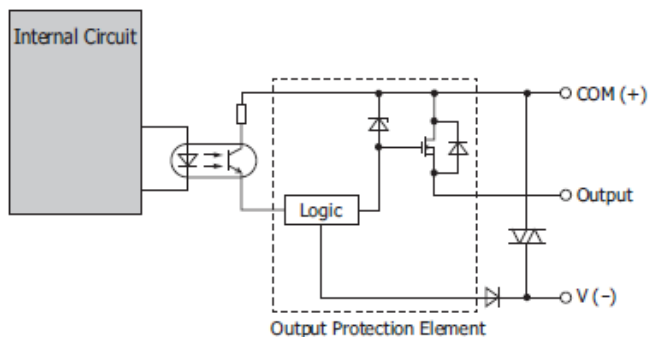 Internal Circuit
COM (+)
Output
Logic
V (–)
Output Protection Element